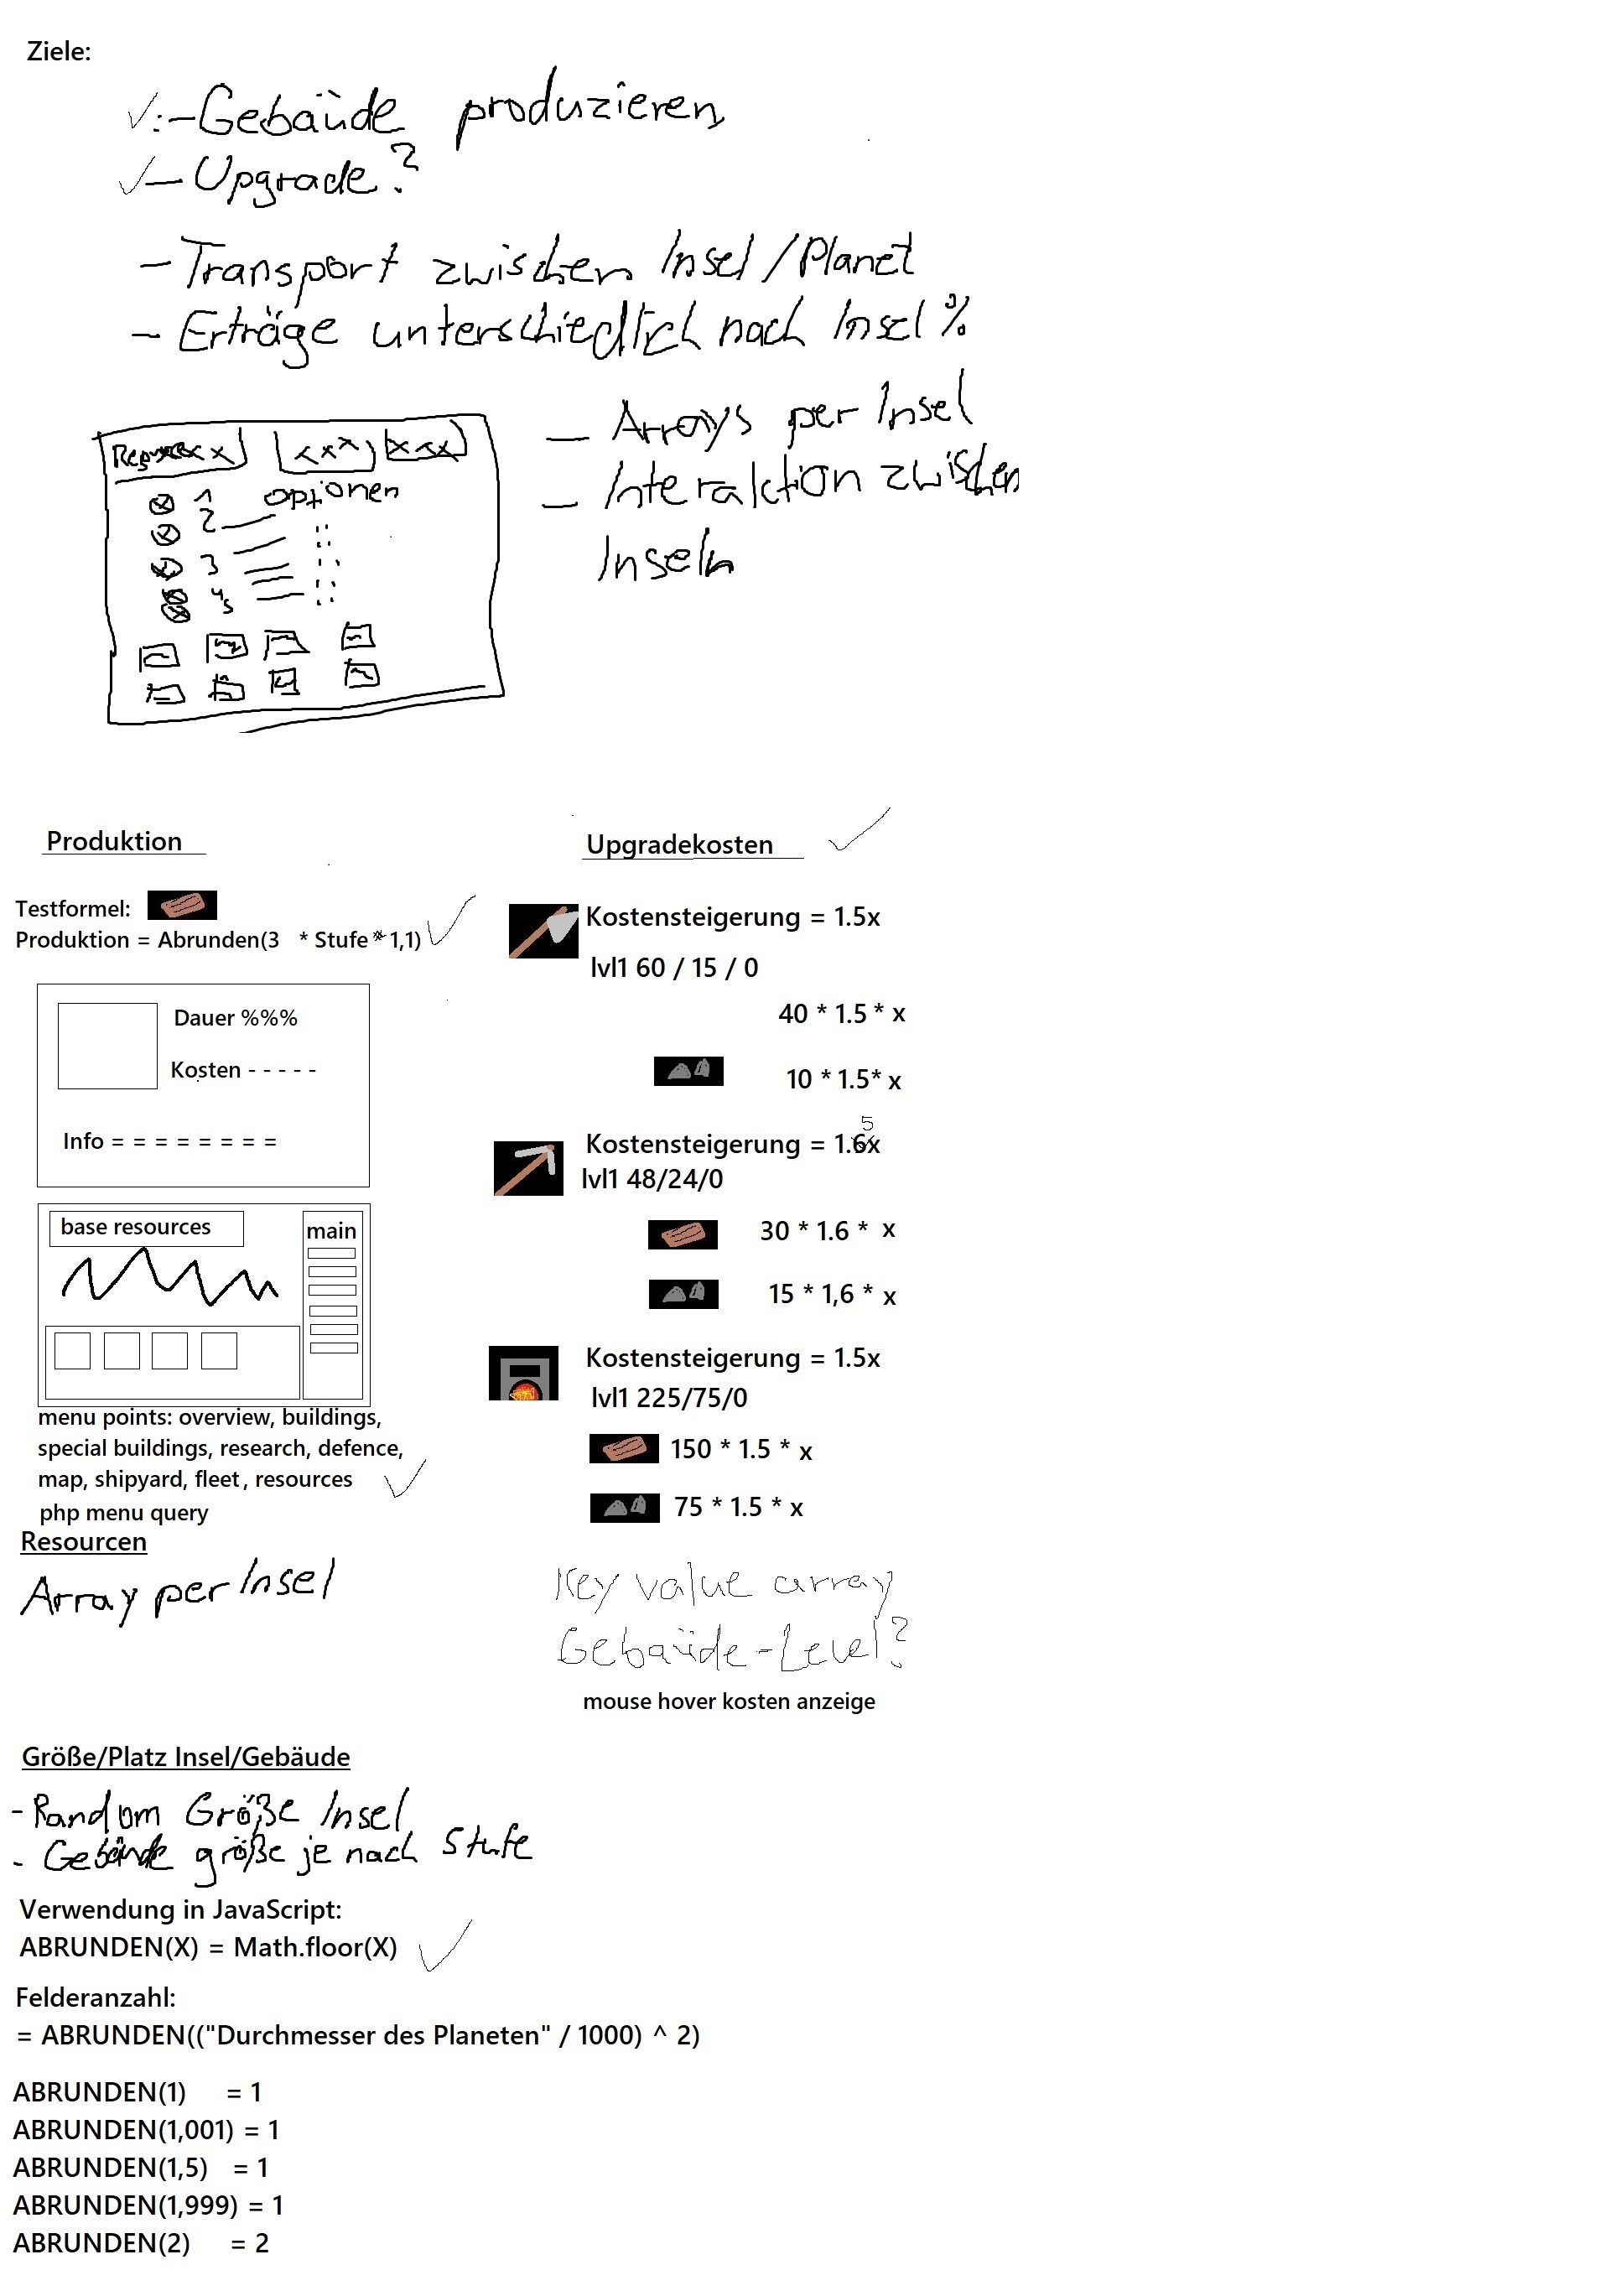 Ziele:
- Gebäude produzieren
- Upgrade?
- Transport zwischen Insel/Planet
- Erträge unterschiedlich nach Insel %
- Arrays per Insel
- Interaktion zwischen
Inseln
xxx
xxx
Optionen
1
2
3
4
5
Produktion
Testformel:
Produktion = Abrunden(3 * Stufe * 1,1)
Dauer %%%
Kosten - - - - -
Info = = = = = = = =
base resources
main
menu points: overview, buildings,
special buildings, research, defence,
map, shipyard, fleet, resources
php menu query
Upgradekosten
Kostensteigerung = 1.5x
lvl1 60 / 15 / 0
40 * 1.5 * x
10 * 1.5* x
5
Kostensteigerung = 1.6x
lvl1 48/24/0
30 * 1.6 * x
15 * 1,6 * x
Kostensteigerung = 1.5x
lvl1 225/75/0
150 * 1.5 * x
75 * 1.5 * x
Resourcen
Array per Insel
Key value array
Gebäude-Level?
mouse hover kosten anzeige
Größe/Platz Insel/Gebäude
- Random Größe Insel
- Gebäude größe je nach Stufe
Verwendung in JavaScript:
ABRUNDEN(X) = Math.floor(X)
Felderanzahl:
= ABRUNDEN(("Durchmesser des Planeten" / 1000) ^ 2)
ABRUNDEN(1) = 1
ABRUNDEN(1,001) = 1
ABRUNDEN(1,5) = 1
ABRUNDEN(1,999) = 1
ABRUNDEN(2) = 2